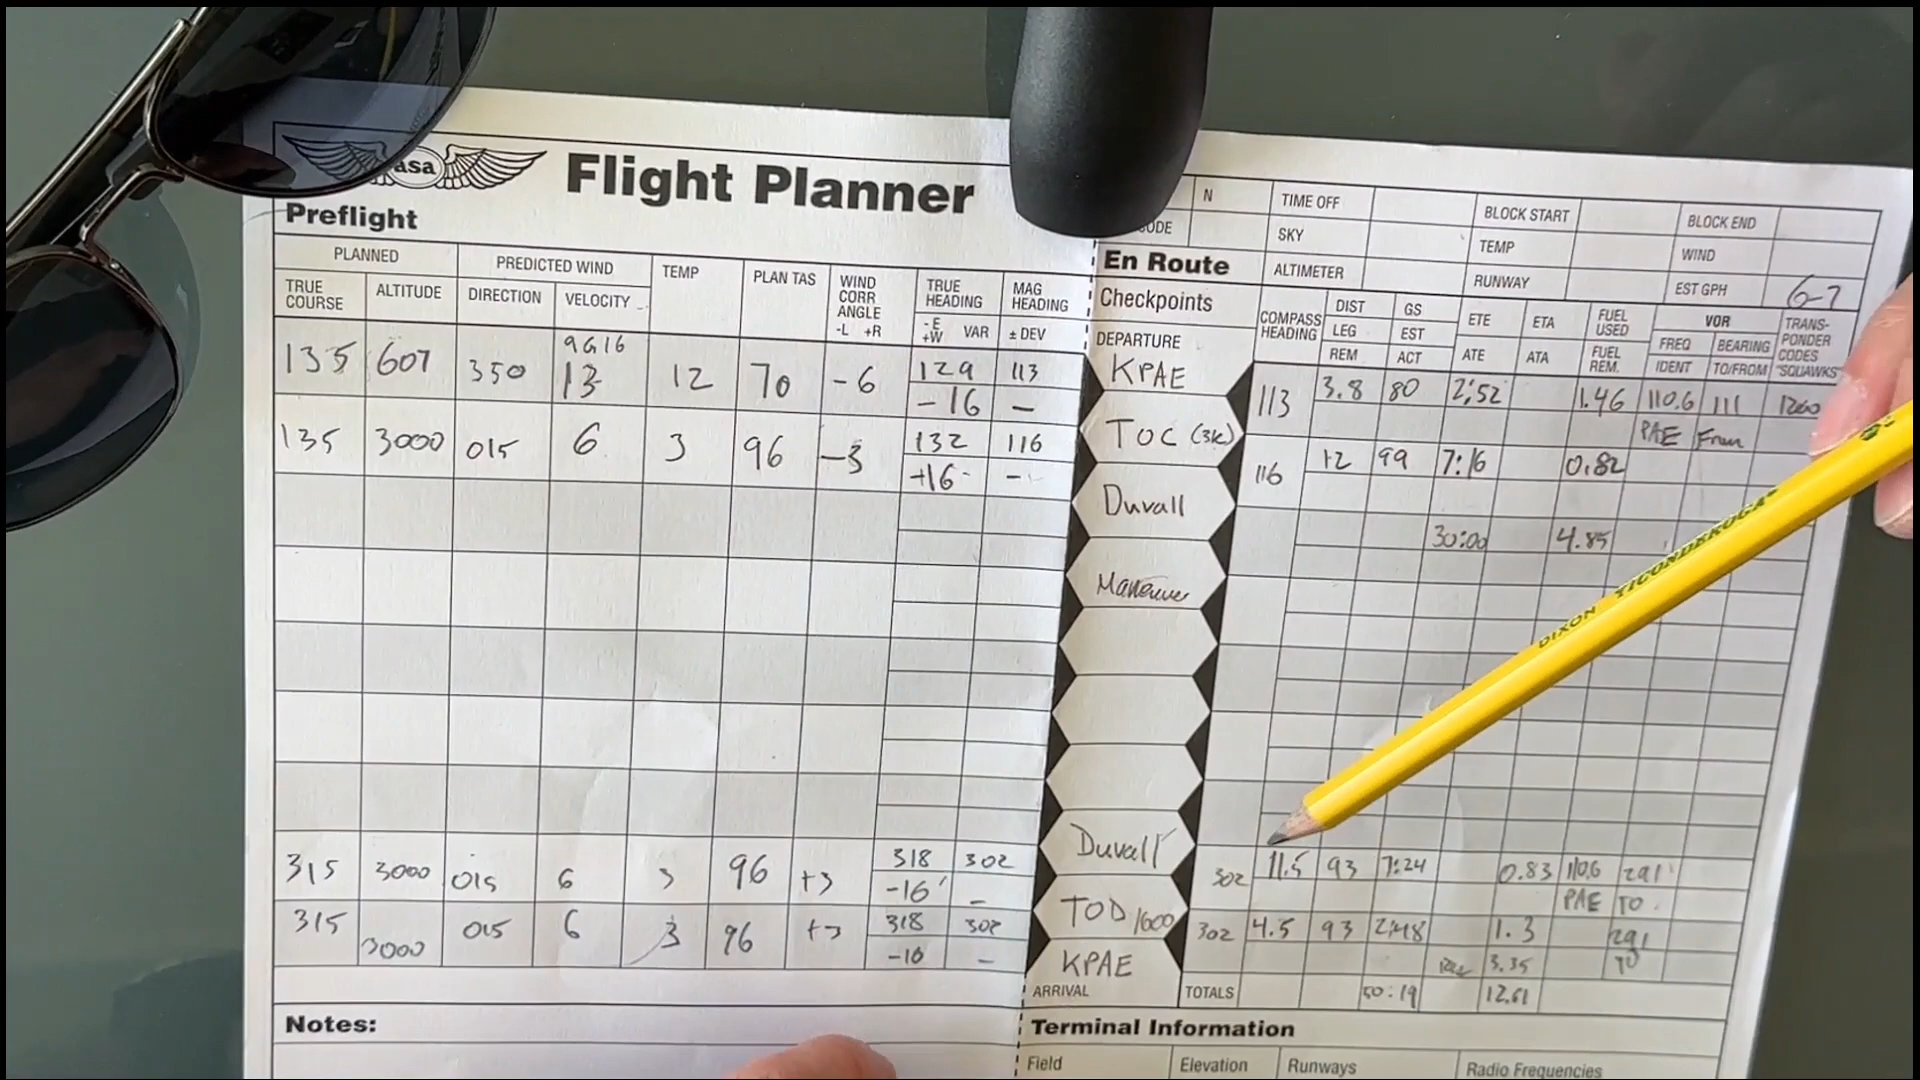 asa Flight Planner
Preflight
PLANNED PREDICTED WIND TEMP PLAN TAS WIND CORR ANGLE -L +R TRUE HEADING MAG HEADING
TRUE COURSE ALTITUDE DIRECTION VELOCITY -E +W VAR ± DEV
135 607 350 9G16 13 12 70 -6 129 113
-16 -
135 3000 015 6 3 96 -3 132 116
+16 -
315 3000 015 6 3 96 +3 318 302
-16 -
315 3000 015 6 3 96 +3 318 302
-16 -
Notes:
N TIME OFF BLOCK START BLOCK END
ODE SKY TEMP WIND
En Route ALTIMETER RUNWAY EST GPH 6-7
Checkpoints COMPASS HEADING DIST GS ETE ETA FUEL USED VOR TRANS-PONDER CODES "SQUAWKS"
LEG EST FREQ BEARING
REM ACT ATE ATA FUEL REM. IDENT TO/FROM
DEPARTURE
KPAE
113 3.8 80 2:52 1.46 110.6 111 1200
PAE From
TOC (3k)
116 12 99 7:16 0.82
Duvall
30:00 4.85
Maneuver
Duvall
302 11.5 93 7:24 0.83 110.6 291
PAE TO
TOD /1600
302 4.5 93 2:48 1.3 291
3.35 TO
KPAE
ARRIVAL TOTALS 50:19 12.61
Terminal Information
Field Elevation Runways Radio Frequencies
DIXON TICONDEROGA